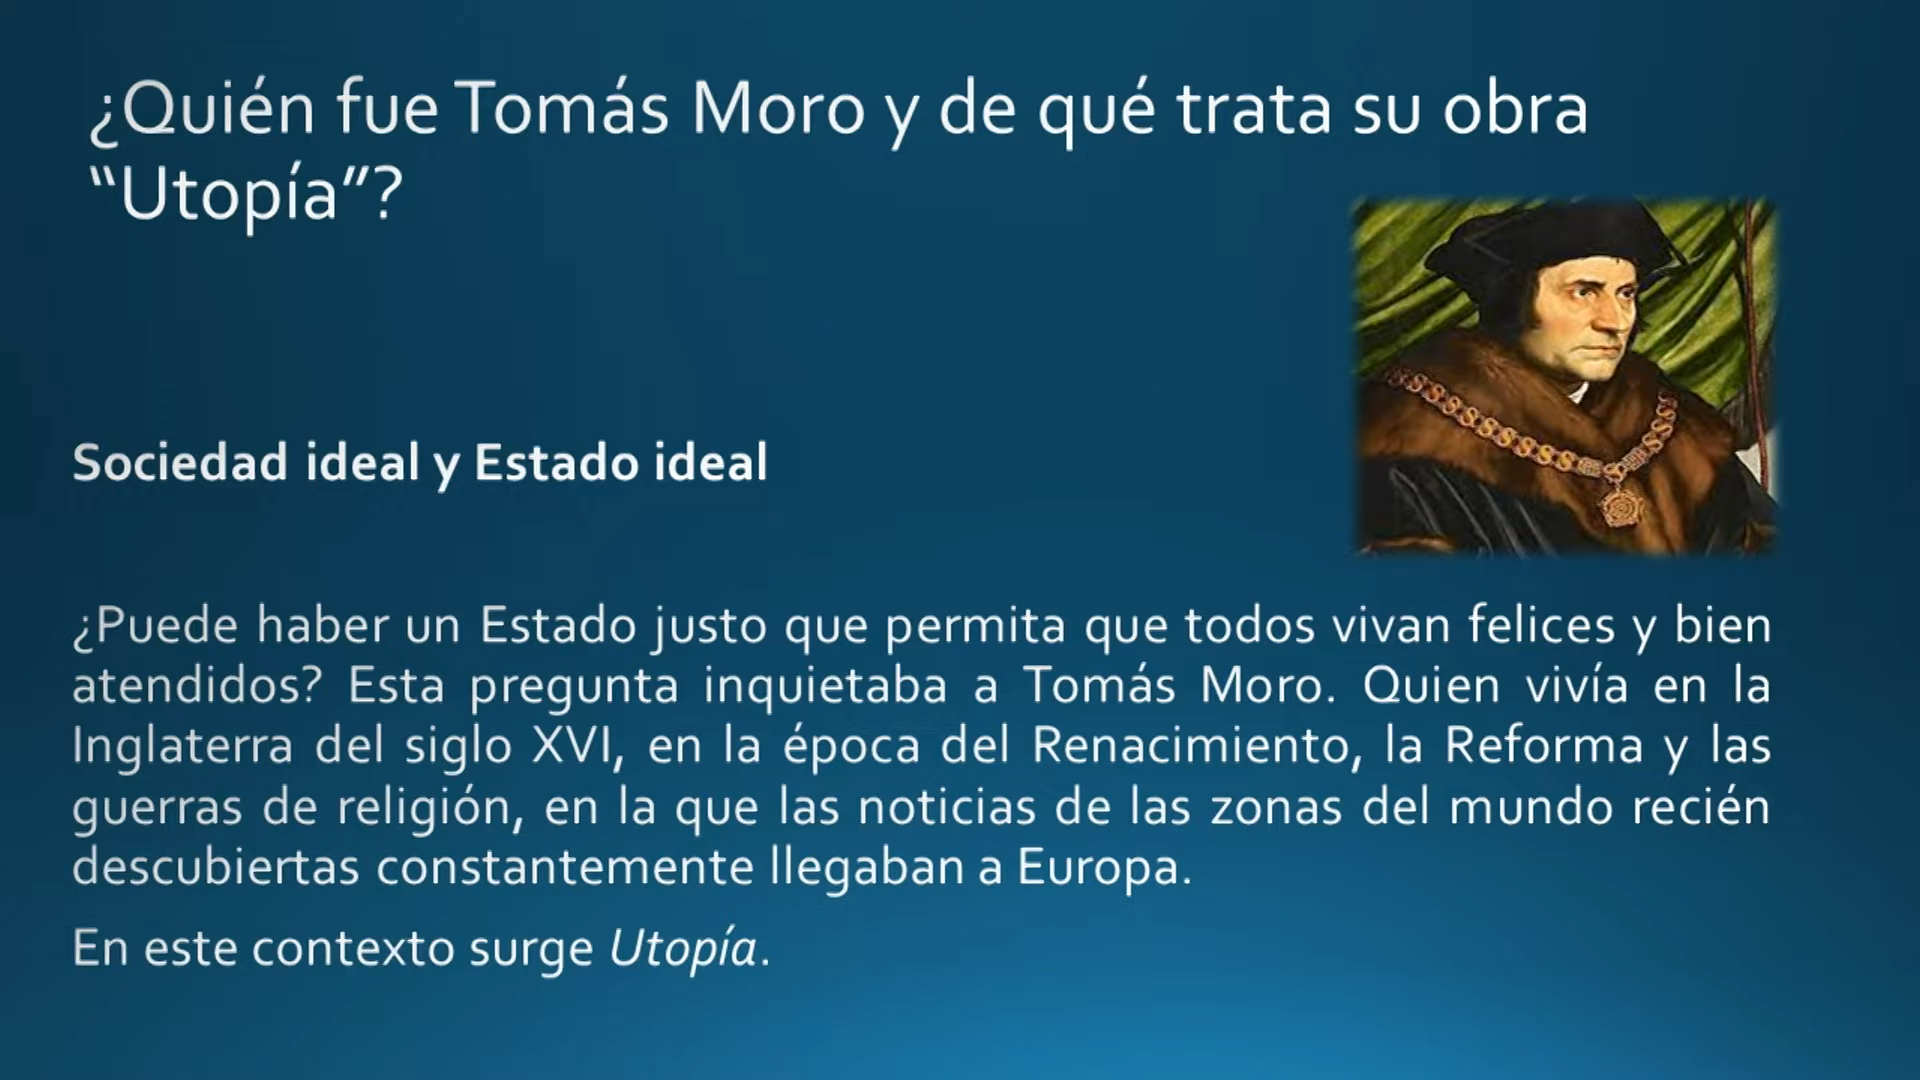 ¿Quién fue Tomás Moro y de qué trata su obra
“Utopía”?
Sociedad ideal y Estado ideal
¿Puede haber un Estado justo que permita que todos vivan felices y bien
atendidos? Esta pregunta inquietaba a Tomás Moro. Quien vivía en la
Inglaterra del siglo XVI, en la época del Renacimiento, la Reforma y las
guerras de religión, en la que las noticias de las zonas del mundo recién
descubiertas constantemente llegaban a Europa.
En este contexto surge Utopía.